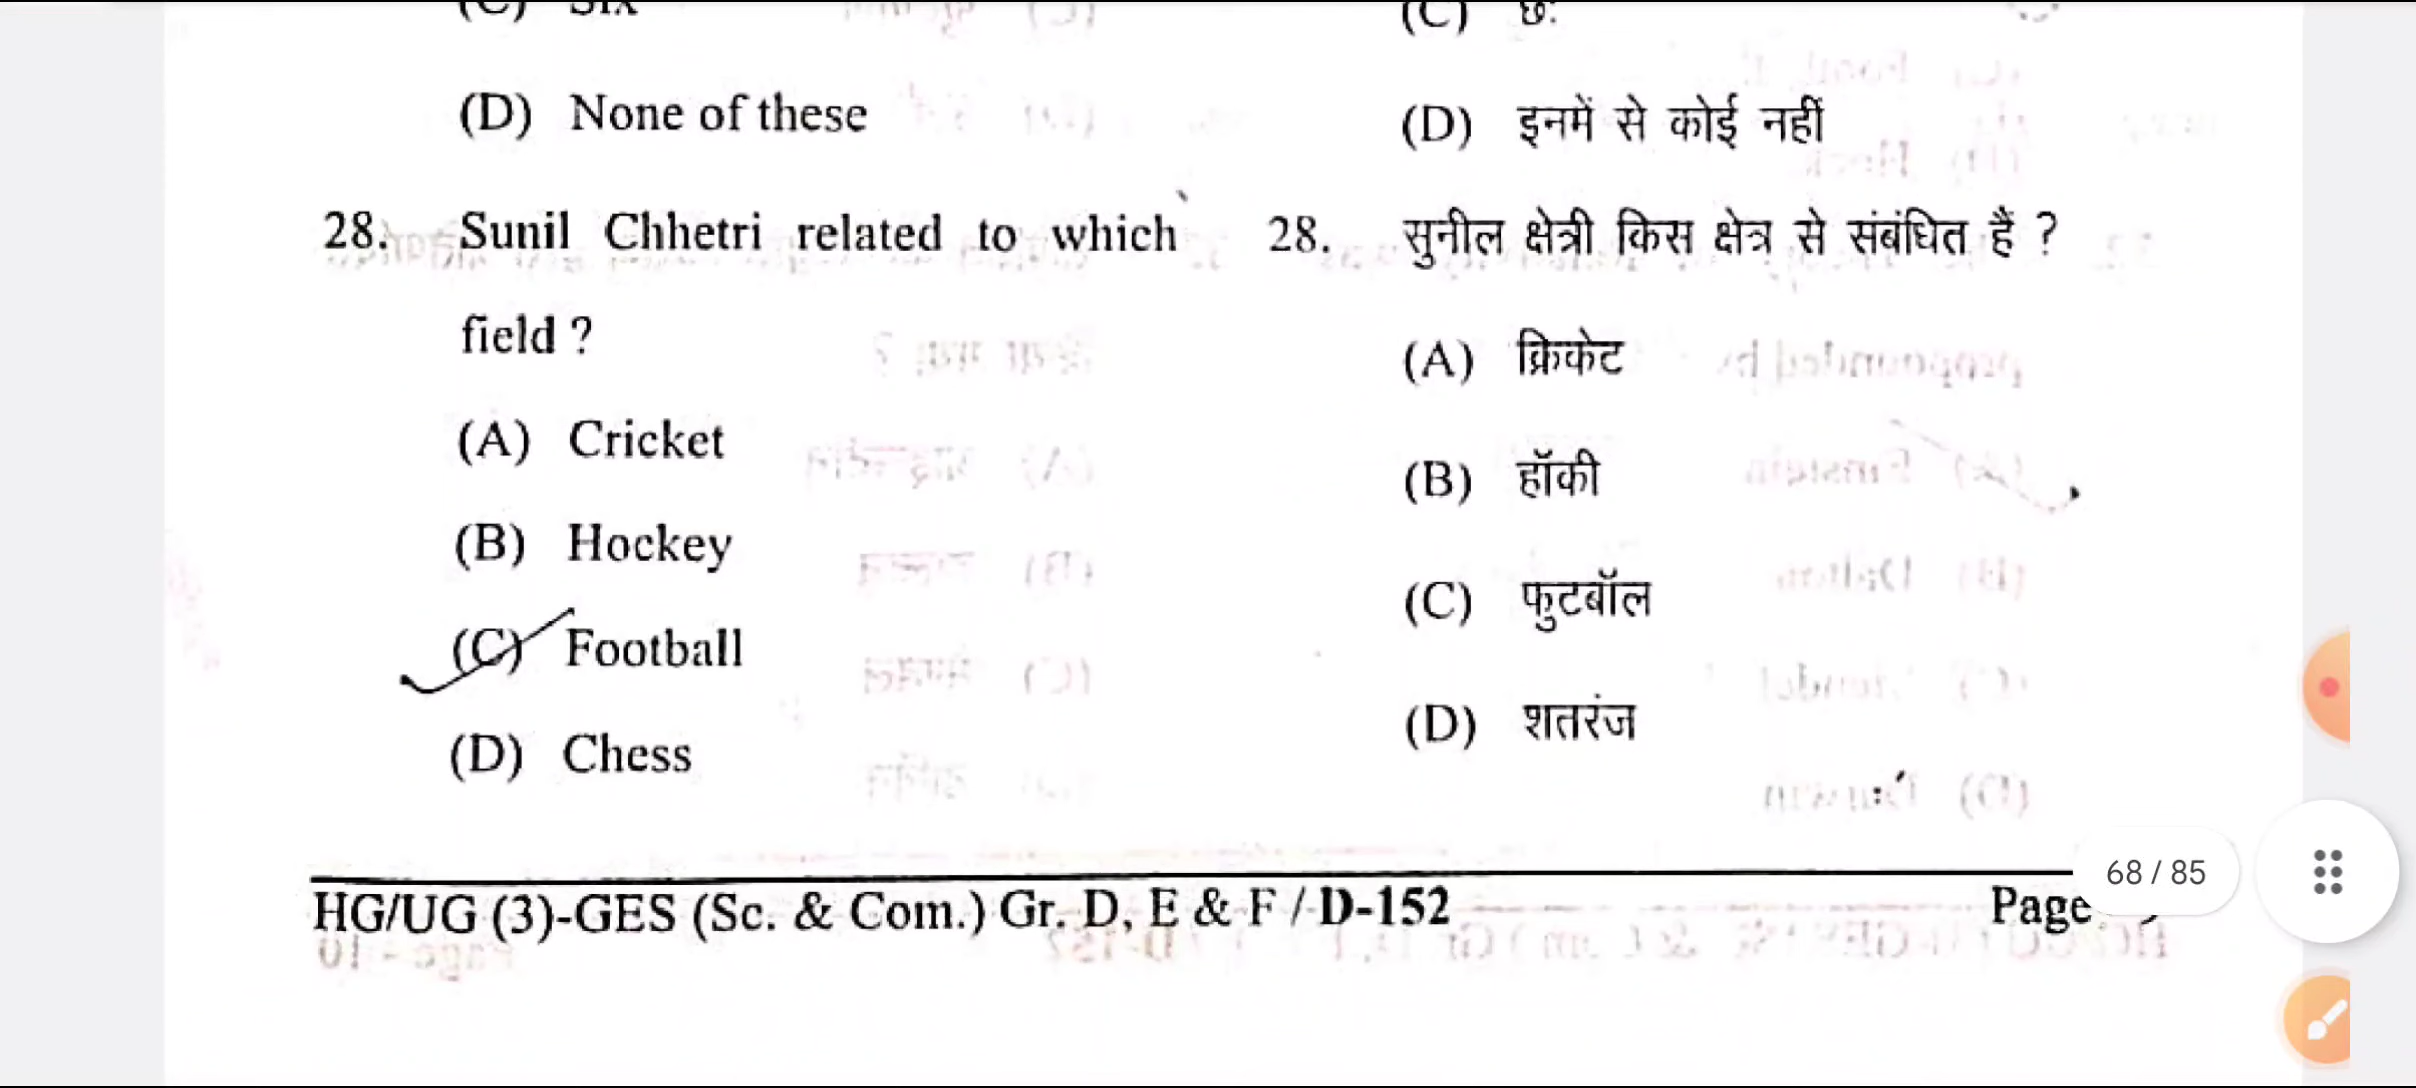 (C) Six
(D) None of these
28. Sunil Chhetri related to which
field ?
(A) Cricket
(B) Hockey
(C) Football
(D) Chess
(C) छः
(D) इनमें से कोई नहीं
28. सुनील क्षेत्री किस क्षेत्र से संबंधित हैं ?
(A) क्रिकेट
(B) हॉकी
(C) फुटबॉल
(D) शतरंज
HG/UG (3)-GES (Sc. & Com.) Gr. D, E & F / D-152
Page
68 / 85